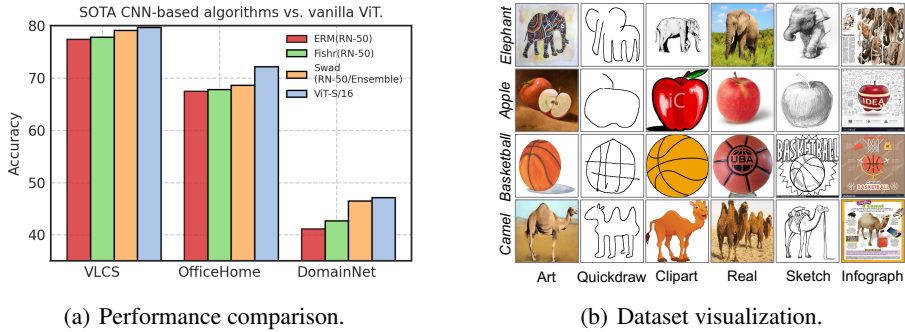 SOTA CNN-based algorithms vs. vanilla ViT.
80
70
60
50
40
Accuracy
ERM(RN-50)
Fishr(RN-50)
Swad
(RN-50/Ensemble)
ViT-S/16
VLCS
OfficeHome
DomainNet
(a) Performance comparison.
Elephant
Apple
iC
IDEA
Basketball
UBA
BASKETBALL
BASKETBALL
Camel
Art
Quickdraw
Clipart
Real
Sketch
Infograph
(b) Dataset visualization.